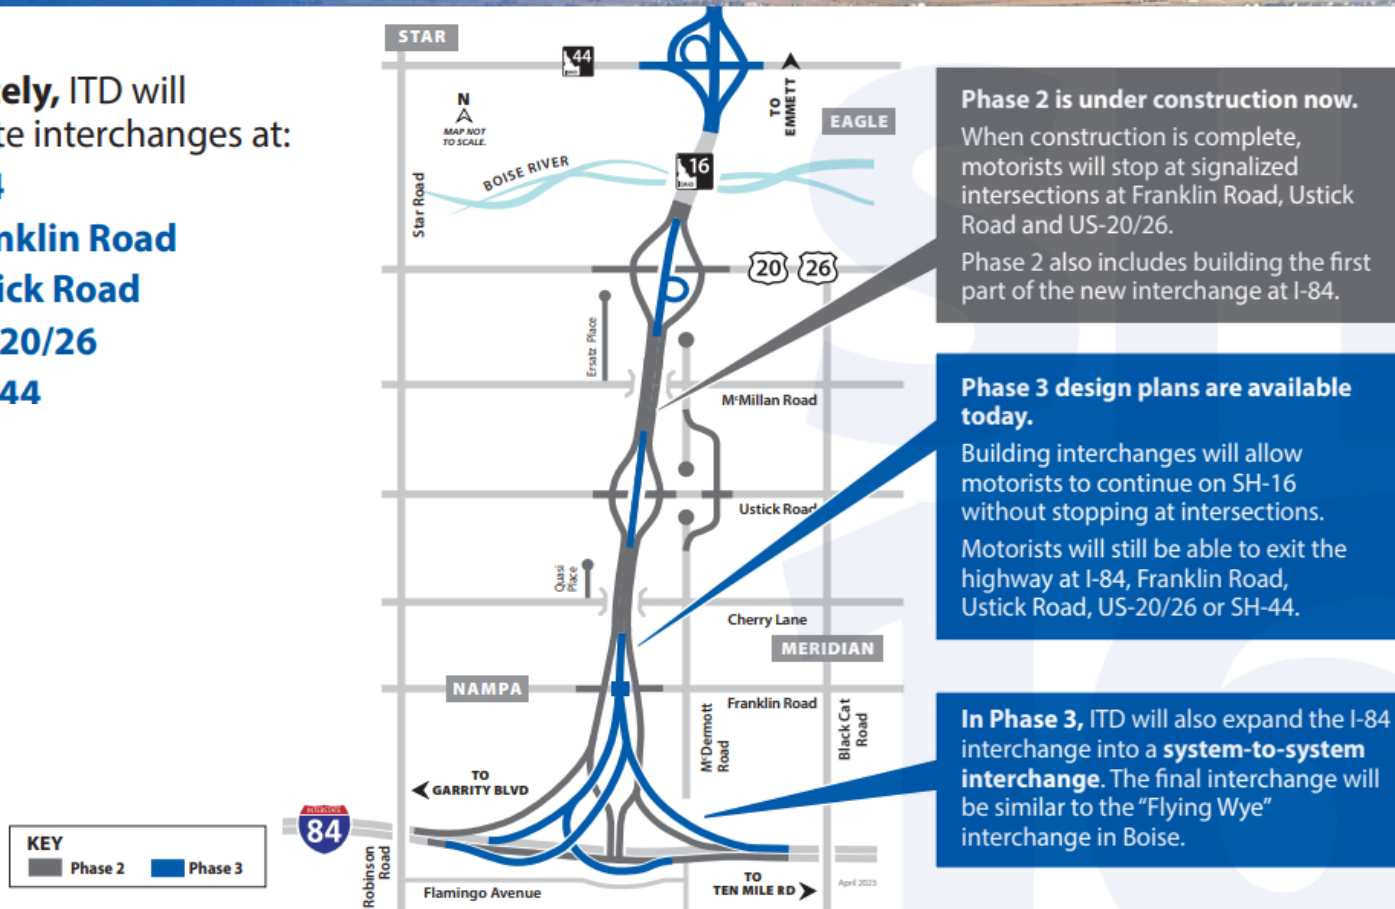 ely, ITD will
te interchanges at:
4
nklin Road
ick Road
20/26
44
STAR
44
N
MAP NOT
TO SCALE.
TO
EMMETT
EAGLE
BOISE RIVER
16
Star Road
20 26
Ersatz Place
McMillan Road
Ustick Road
Quasi
Place
Cherry Lane
MERIDIAN
NAMPA
Franklin Road
McDermott
Road
Black Cat
Road
TO
GARRITY BLVD
INTERSTATE
84
Robinson
Road
Flamingo Avenue
TO
TEN MILE RD
April 2023
KEY
Phase 2 Phase 3
Phase 2 is under construction now.
When construction is complete,
motorists will stop at signalized
intersections at Franklin Road, Ustick
Road and US-20/26.
Phase 2 also includes building the first
part of the new interchange at I-84.
Phase 3 design plans are available
today.
Building interchanges will allow
motorists to continue on SH-16
without stopping at intersections.
Motorists will still be able to exit the
highway at I-84, Franklin Road,
Ustick Road, US-20/26 or SH-44.
In Phase 3, ITD will also expand the I-84
interchange into a system-to-system
interchange. The final interchange will
be similar to the “Flying Wye”
interchange in Boise.